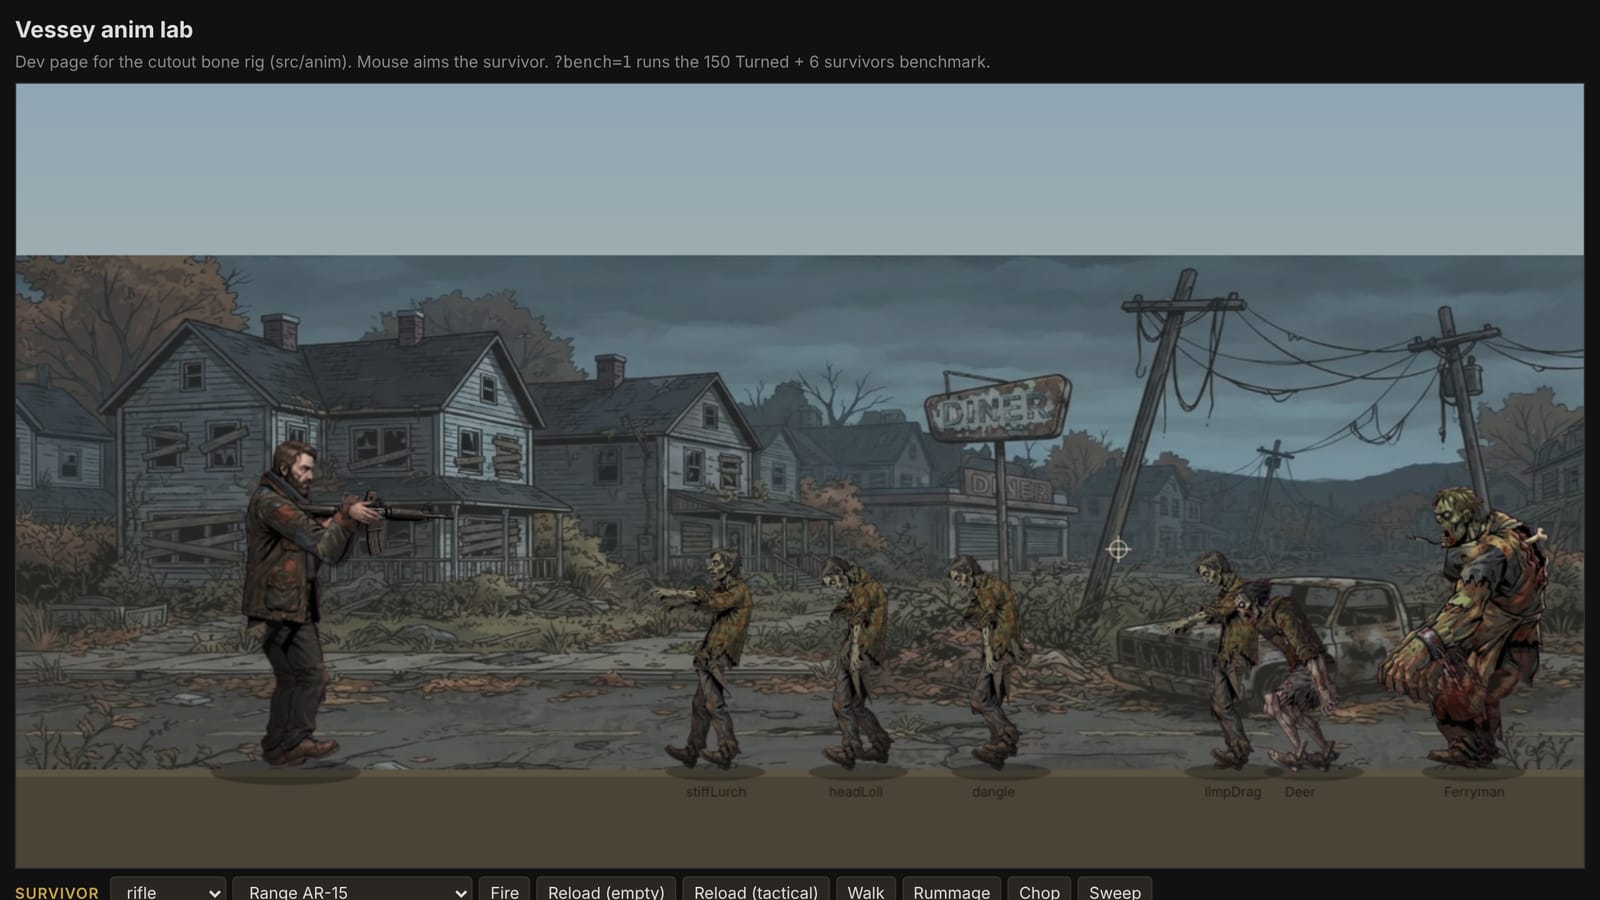 Vessey anim lab
Dev page for the cutout bone rig (src/anim). Mouse aims the survivor. ?bench=1 runs the 150 Turned + 6 survivors benchmark.
DINER
DINER
stiffLurch headLoll dangle limpDrag Deer Ferryman
SURVIVOR rifle Range AR-15 Fire Reload (empty) Reload (tactical) Walk Rummage Chop Sweep